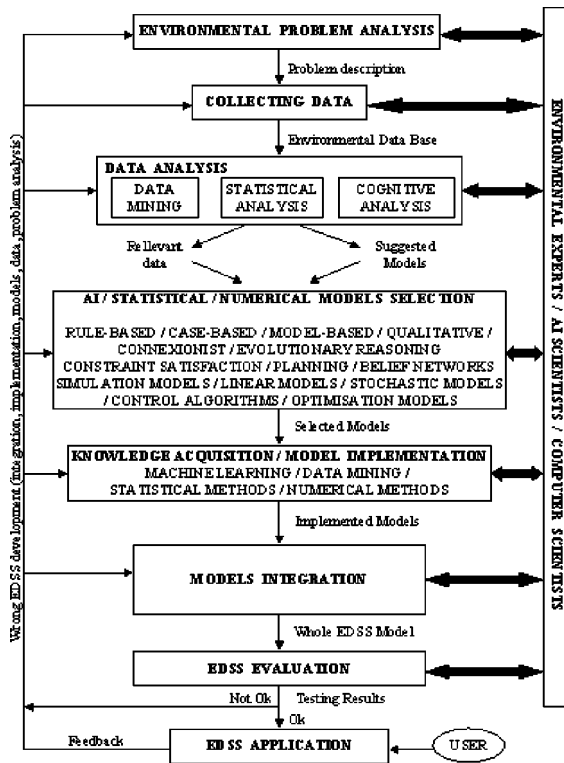 ENVIRONMENTAL PROBLEM ANALYSIS
Problem description
COLLECTING DATA
Environmental Data Base
DATA ANALYSIS
DATA
MINING
STATISTICAL
ANALYSIS
COGNITIVE
ANALYSIS
Rellevant
data
Suggested
Models
AI / STATISTICAL / NUMERICAL MODELS SELECTION
RULE-BASED / CASE-BASED / MODEL-BASED / QUALITATIVE /
CONNEXIONIST / EVOLUTIONARY REASONING
CONSTRAINT SATISFACTION / PLANNING / BELIEF NETWORKS
SIMULATION MODELS / LINEAR MODELS / STOCHASTIC MODELS
/ CONTROL ALGORITHMS / OPTIMISATION MODELS
Selected Models
KNOWLEDGE ACQUISITION / MODEL IMPLEMENTATION
MACHINE LEARNING / DATA MINING /
STATISTICAL METHODS / NUMERICAL METHODS
Implemented Models
MODELS INTEGRATION
Whole EDSS Model
EDSS EVALUATION
Not Ok
Testing Results
Ok
Feedback
EDSS APPLICATION
USER
Wrong EDSS development (integration, implementation, models, data, problem analysis)
ENVIRONMENTAL EXPERTS / AI SCIENTISTS / COMPUTER SCIENTISTS